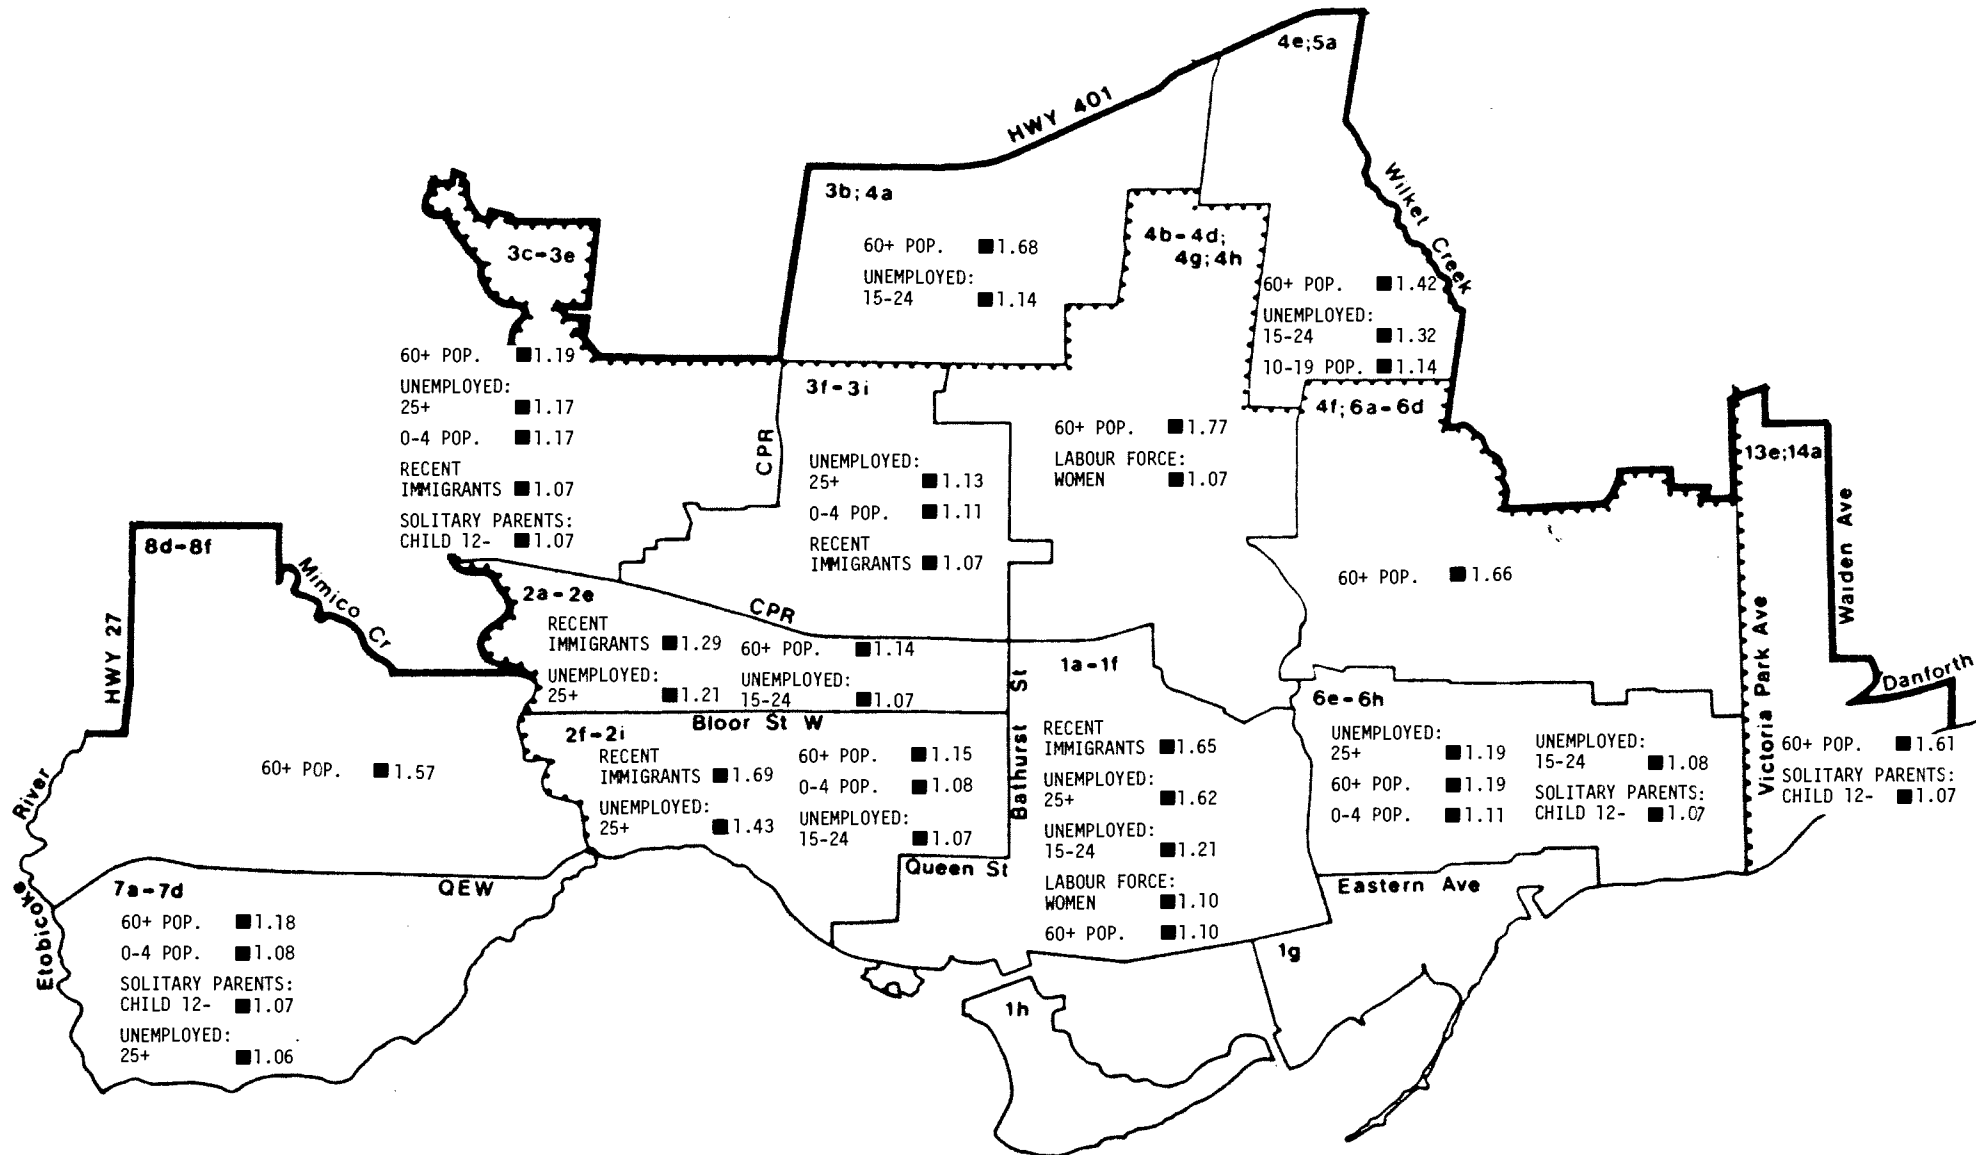 4e;5a
HWY 401
Wilket Creek
3b;4a
60+ POP. ■1.68
UNEMPLOYED:
15-24 ■1.14
4b-4d;
4g;4h
60+ POP. ■1.42
UNEMPLOYED:
15-24 ■1.32
10-19 POP. ■1.14
3c-3e
60+ POP. ■1.19
UNEMPLOYED:
25+ ■1.17
0-4 POP. ■1.17
RECENT
IMMIGRANTS ■1.07
SOLITARY PARENTS:
CHILD 12- ■1.07
CPR
3f-3i
UNEMPLOYED:
25+ ■1.13
0-4 POP. ■1.11
RECENT
IMMIGRANTS ■1.07
60+ POP. ■1.77
LABOUR FORCE:
WOMEN ■1.07
4f;6a-6d
60+ POP. ■1.66
13e;14a
Warden Ave
Victoria Park Ave
Danforth
60+ POP. ■1.61
SOLITARY PARENTS:
CHILD 12- ■1.07
8d-8f
HWY 27
Mimico Cr
60+ POP. ■1.57
2a-2e
CPR
RECENT
IMMIGRANTS ■1.29
UNEMPLOYED:
25+ ■1.21
60+ POP. ■1.14
UNEMPLOYED:
15-24 ■1.07
Bloor St W
2f-2i
RECENT
IMMIGRANTS ■1.69
UNEMPLOYED:
25+ ■1.43
60+ POP. ■1.15
0-4 POP. ■1.08
UNEMPLOYED:
15-24 ■1.07
Bathurst St
Queen St
1a-1f
RECENT
IMMIGRANTS ■1.65
UNEMPLOYED:
25+ ■1.62
UNEMPLOYED:
15-24 ■1.21
LABOUR FORCE:
WOMEN ■1.10
60+ POP. ■1.10
6e-6h
UNEMPLOYED:
25+ ■1.19
60+ POP. ■1.19
0-4 POP. ■1.11
UNEMPLOYED:
15-24 ■1.08
SOLITARY PARENTS:
CHILD 12- ■1.07
Eastern Ave
Etobicoke River
QEW
7a-7d
60+ POP. ■1.18
0-4 POP. ■1.08
SOLITARY PARENTS:
CHILD 12- ■1.07
UNEMPLOYED:
25+ ■1.06
1g
1h